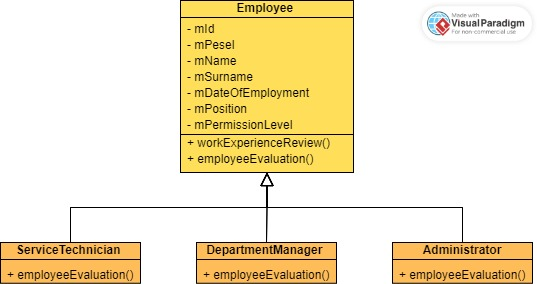 Employee
- mId
- mPesel
- mName
- mSurname
- mDateOfEmployment
- mPosition
- mPermissionLevel
+ workExperienceReview()
+ employeeEvaluation()
Made with
Visual Paradigm
For non-commercial use
ServiceTechnician
+ employeeEvaluation()
DepartmentManager
+ employeeEvaluation()
Administrator
+ employeeEvaluation()